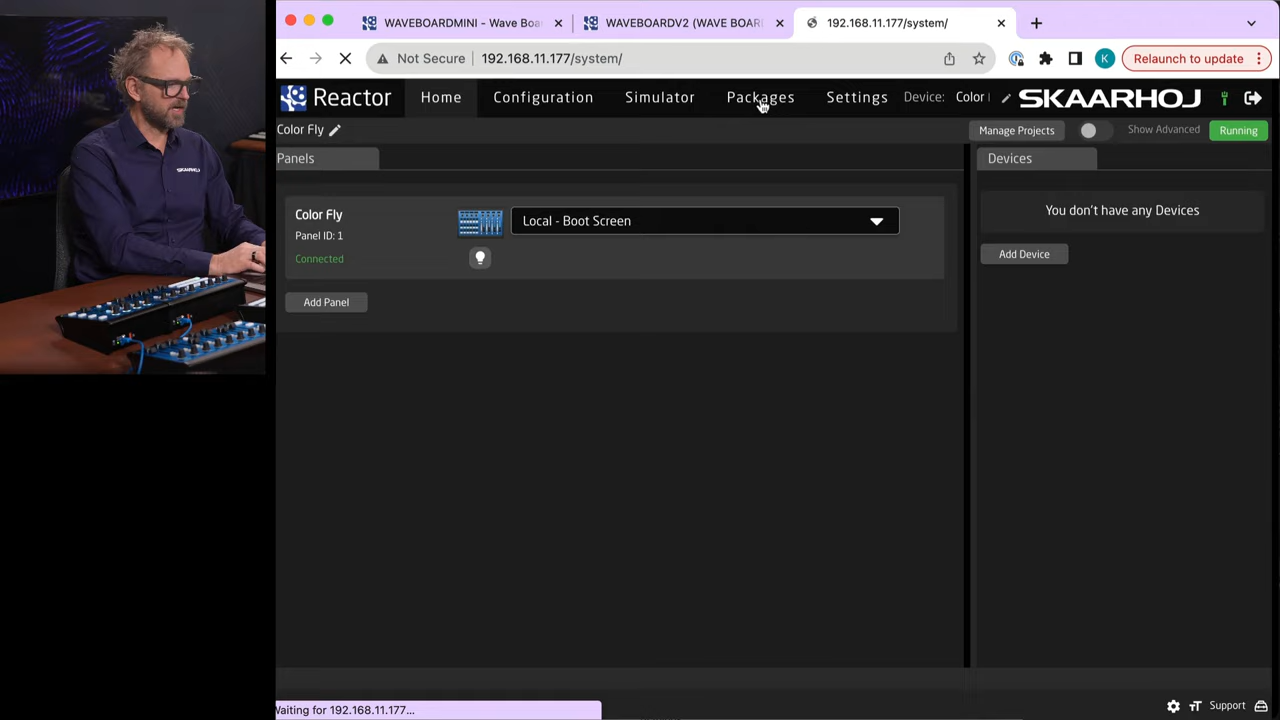 WAVEBOARDMINI - Wave Boa
WAVEBOARDV2 (WAVE BOAR
192.168.11.177/system/
Not Secure
192.168.11.177/system/
K
Relaunch to update
Reactor
Home
Configuration
Simulator
Packages
Settings
Device:
Color
SKAARHOJ
Color Fly
Manage Projects
Show Advanced
Running
Panels
Devices
Color Fly
Panel ID: 1
Connected
Local - Boot Screen
Add Panel
You don't have any Devices
Add Device
SKAARHOJ
Waiting for 192.168.11.177...
Support